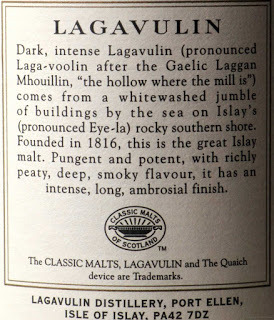 LAGAVULIN
Dark, intense Lagavulin (pronounced
Laga-voolin after the Gaelic Laggan
Mhouillin, “the hollow where the mill is”)
comes from a whitewashed jumble
of buildings by the sea on Islay's
(pronounced Eye-la) rocky southern shore.
Founded in 1816, this is the great Islay
malt. Pungent and potent, with richly
peaty, deep, smoky flavour, it has an
intense, long, ambrosial finish.
CLASSIC MALTS
OF SCOTLAND
TM
The CLASSIC MALTS, LAGAVULIN and The Quaich
device are Trademarks.
LAGAVULIN DISTILLERY, PORT ELLEN,
ISLE OF ISLAY, PA42 7DZ